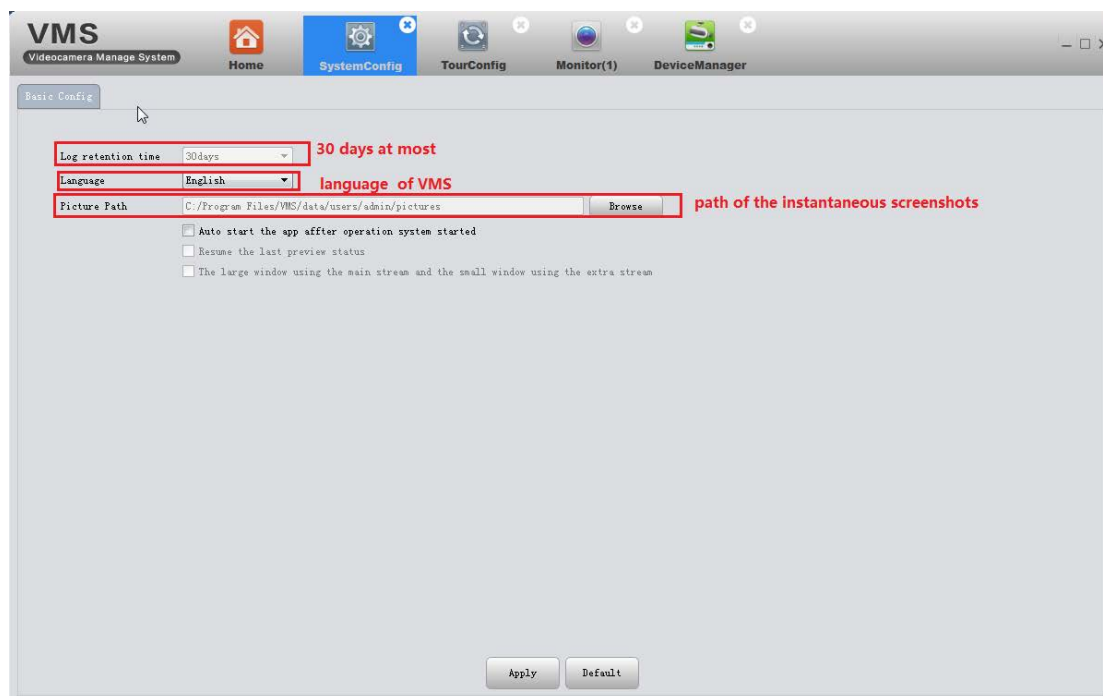 VMS
Videocamera Manage System
Home SystemConfig TourConfig Monitor(1) DeviceManager
Basic Config
Log retention time 30days 30 days at most
Language English language of VMS
Picture Path C:/Program Files/VMS/data/users/admin/pictures Browse path of the instantaneous screenshots
Auto start the app affter operation system started
Resume the last preview status
The large window using the main stream and the small window using the extra stream
Apply Default